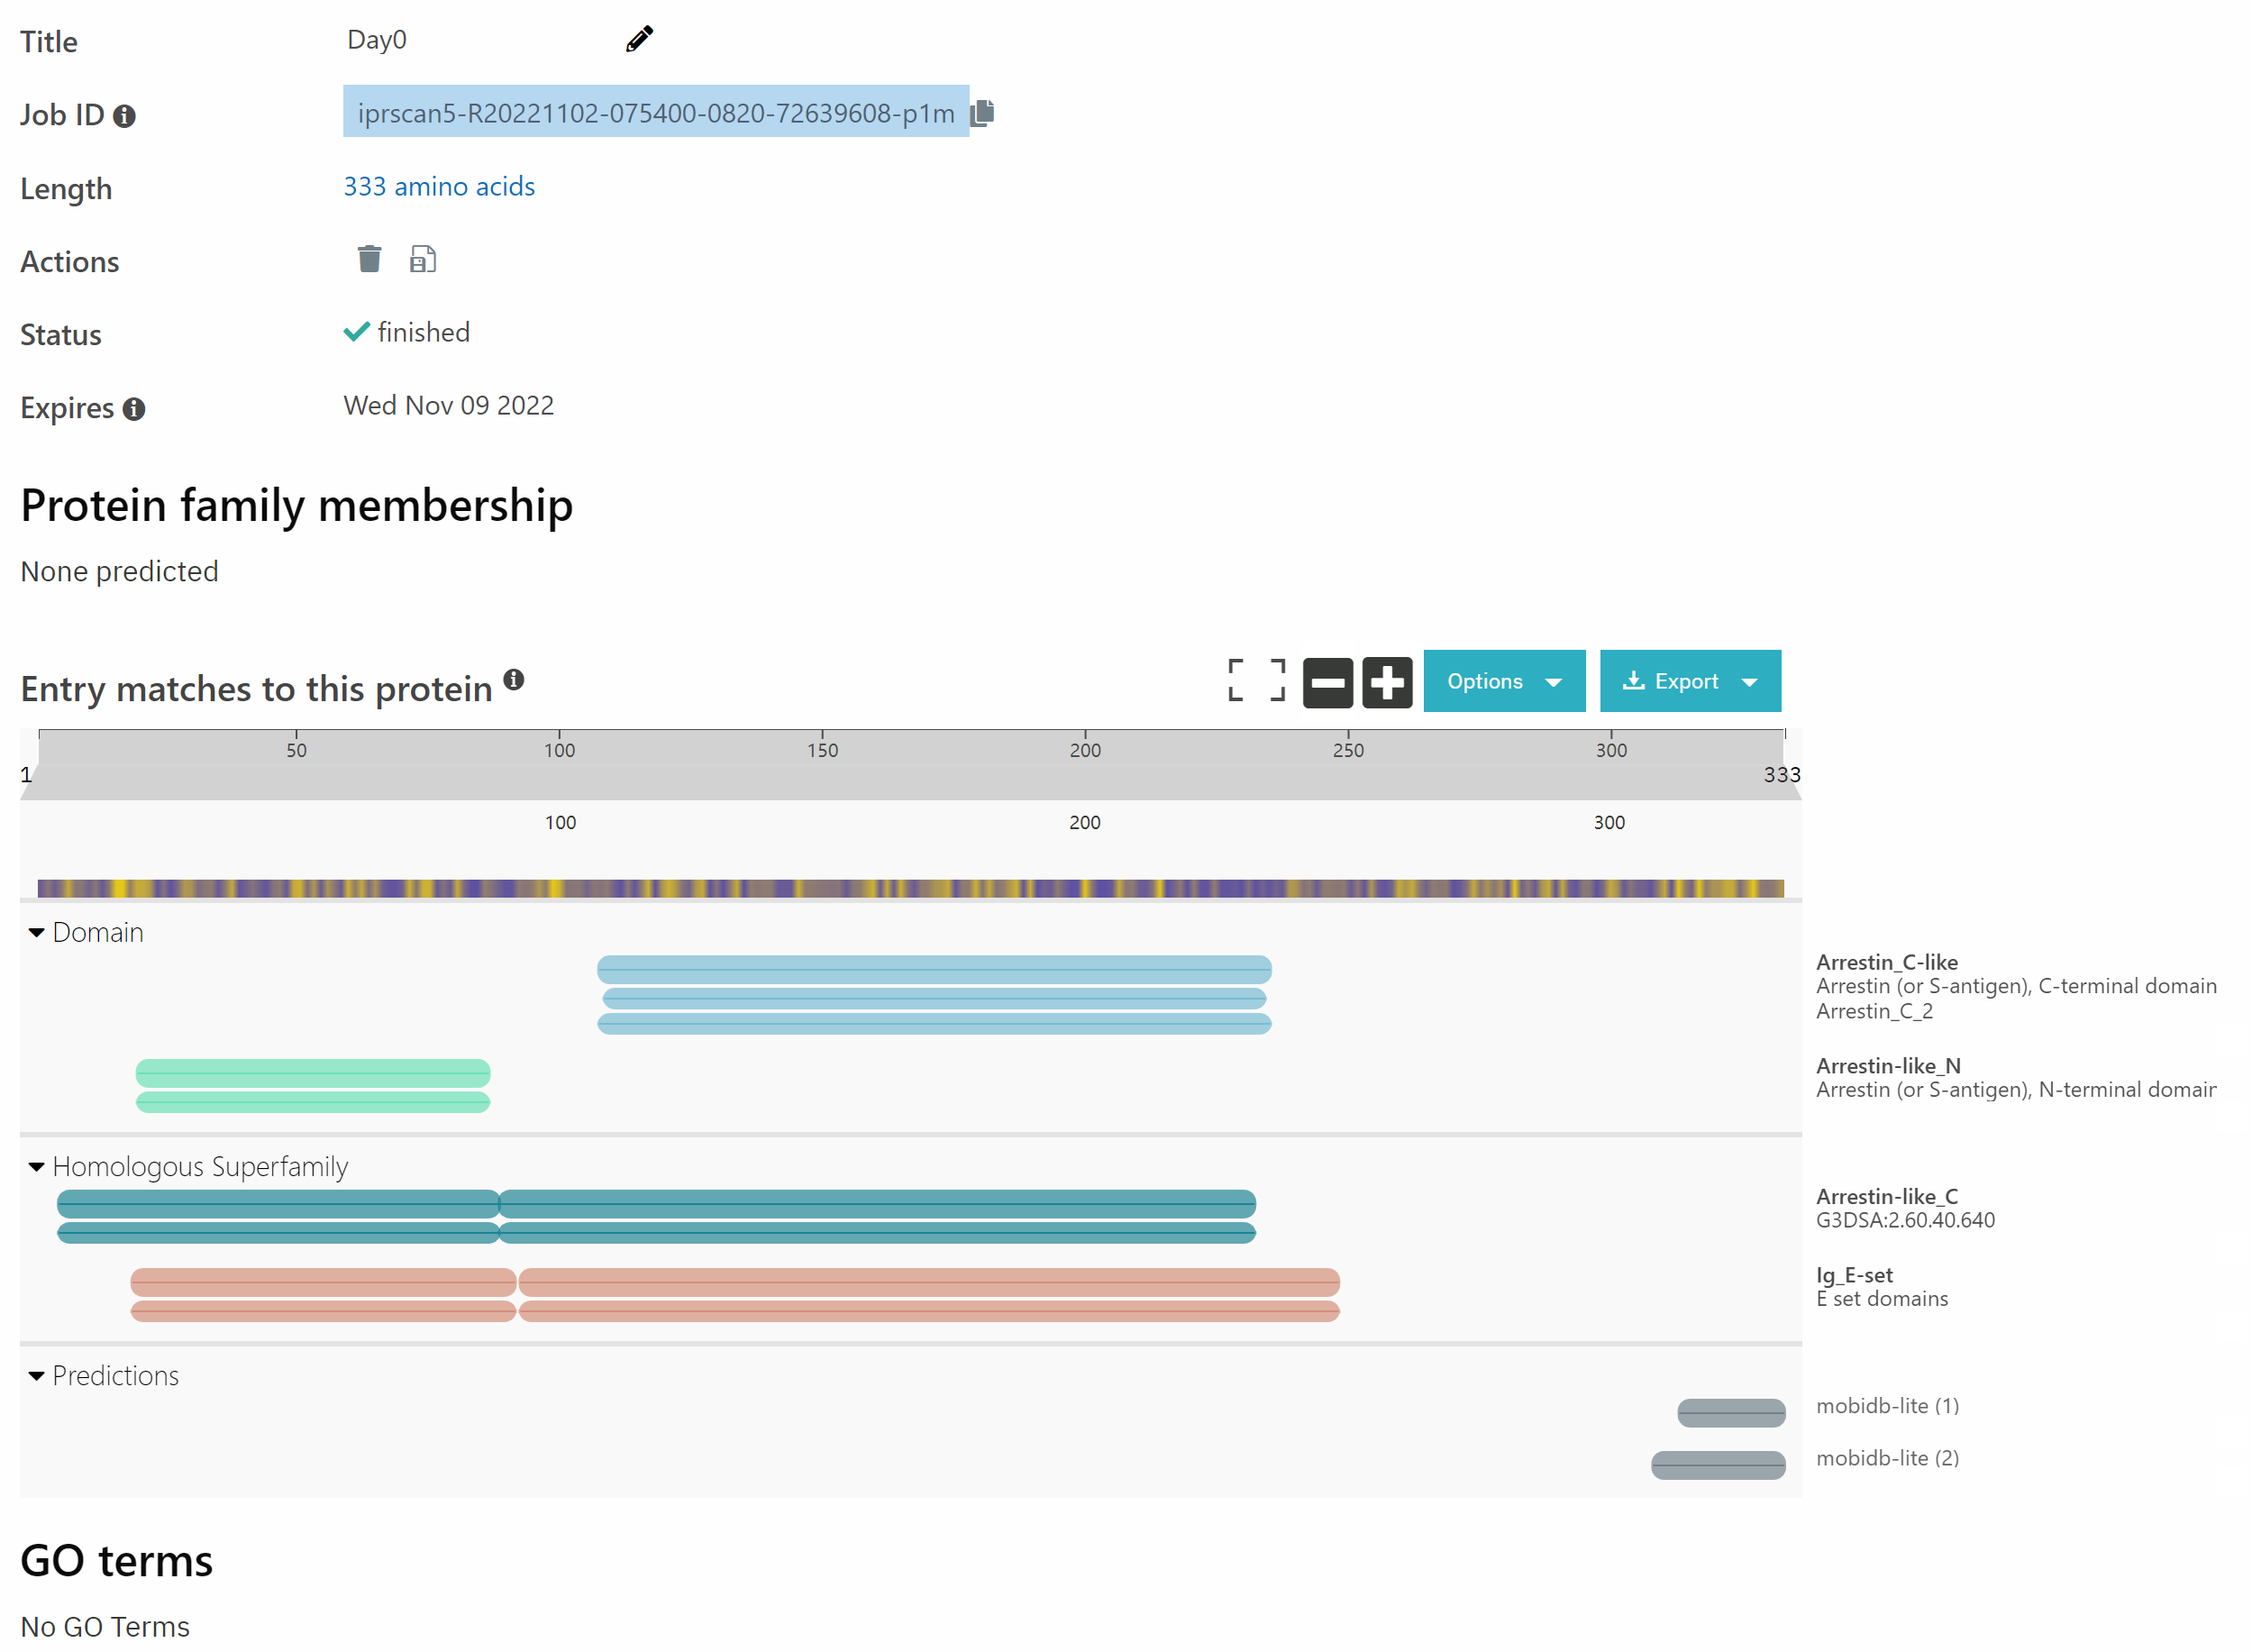 Title Day0
Job ID iprscan5-R20221102-075400-0820-72639608-p1m
Length 333 amino acids
Actions
Status finished
Expires Wed Nov 09 2022
Protein family membership
None predicted
Entry matches to this protein
Options Export
50 100 150 200 250 300
1 333
100 200 300
Domain
Arrestin_C-like
Arrestin (or S-antigen), C-terminal domain
Arrestin_C_2
Arrestin-like_N
Arrestin (or S-antigen), N-terminal domain
Homologous Superfamily
Arrestin-like_C
G3DSA:2.60.40.640
Ig_E-set
E set domains
Predictions
mobidb-lite (1)
mobidb-lite (2)
GO terms
No GO Terms